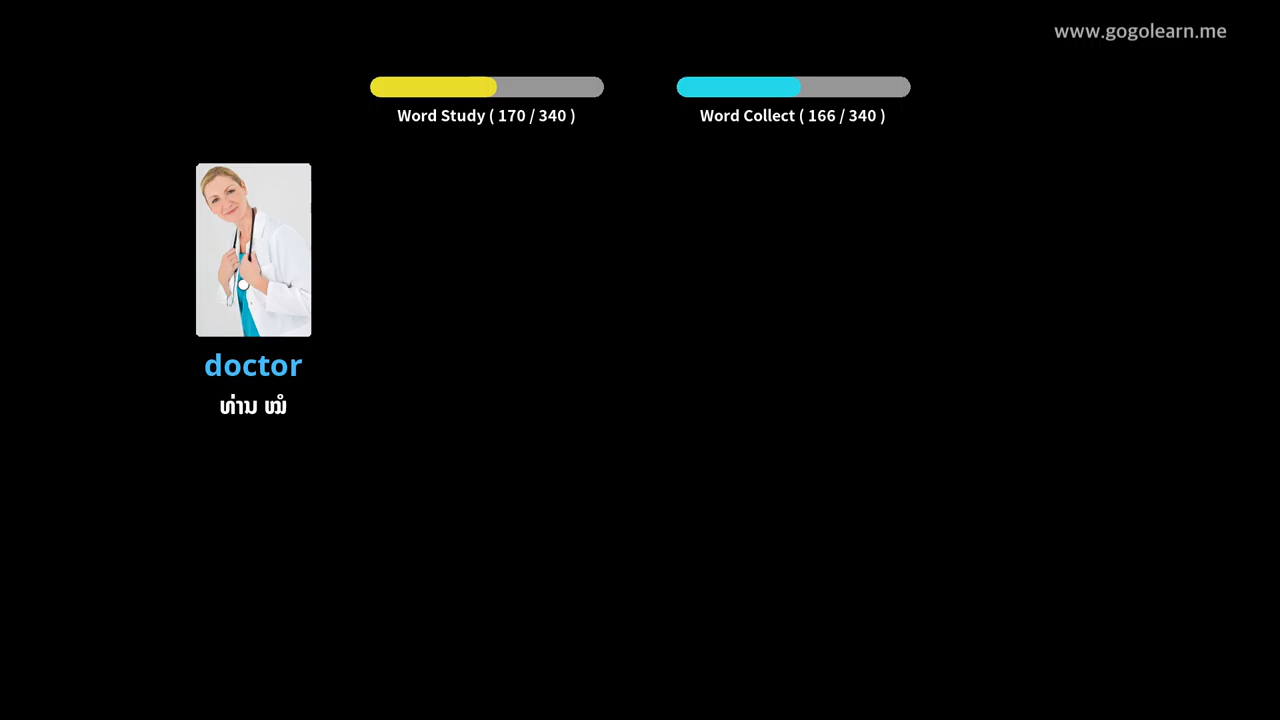 www.gogolearn.me
Word Study ( 170 / 340 )
Word Collect ( 166 / 340 )
doctor
ທ່ານ ໝໍ